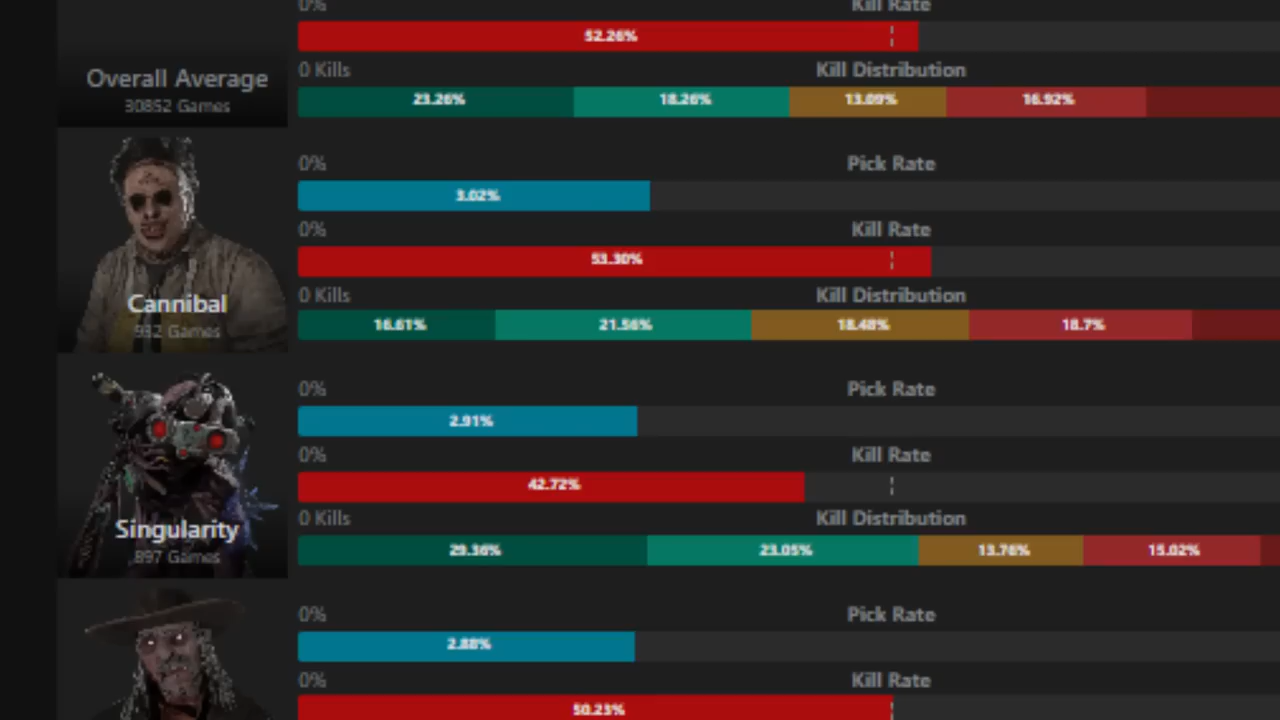 0% Kill Rate
52.26%
Overall Average
30852 Games
0 Kills Kill Distribution
23.26% 18.26% 13.09% 16.92%
0% Pick Rate
3.02%
0% Kill Rate
53.30%
Cannibal
932 Games
0 Kills Kill Distribution
16.61% 21.56% 18.48% 18.7%
0% Pick Rate
2.91%
0% Kill Rate
42.72%
Singularity
897 Games
0 Kills Kill Distribution
29.36% 23.05% 13.76% 15.02%
0% Pick Rate
2.88%
0% Kill Rate
50.23%